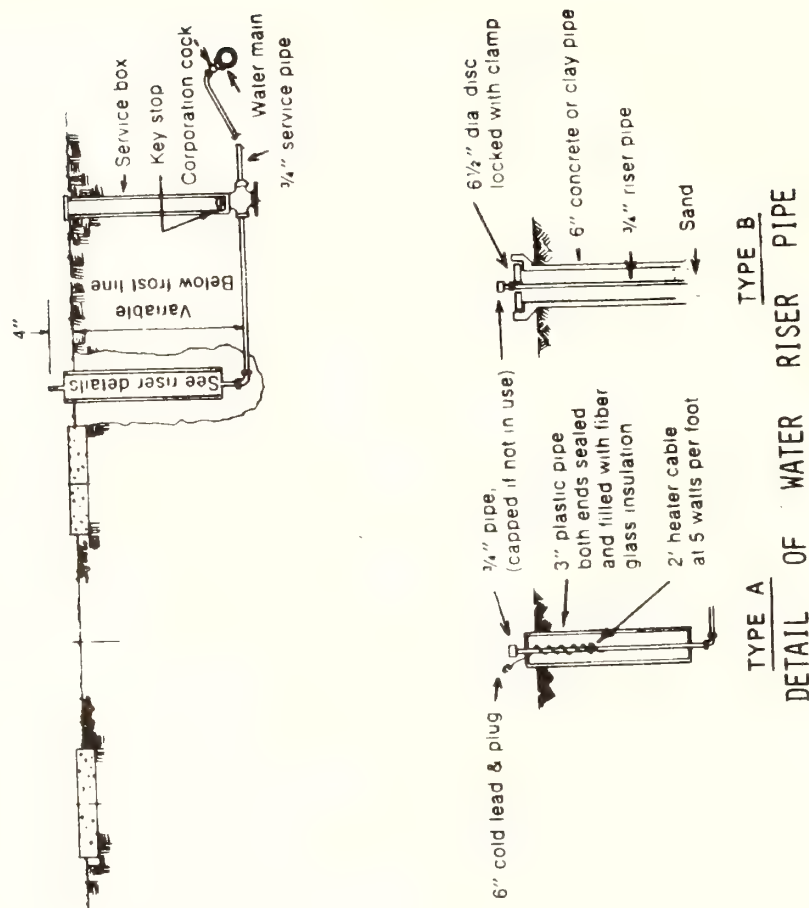 4"
See riser details
Variable
Below frost line
Service box
Key stop
Corporation cock
Water main
3/4" service pipe
6" cold lead & plug
3/4" pipe,
(capped if not in use)
3" plastic pipe
both ends sealed
and filled with fiber
glass insulation
2' heater cable
at 5 watts per foot
TYPE A
6 1/2" dia disc
locked with clamp
6" concrete or clay pipe
3/4" riser pipe
Sand
TYPE B
DETAIL OF WATER RISER PIPE